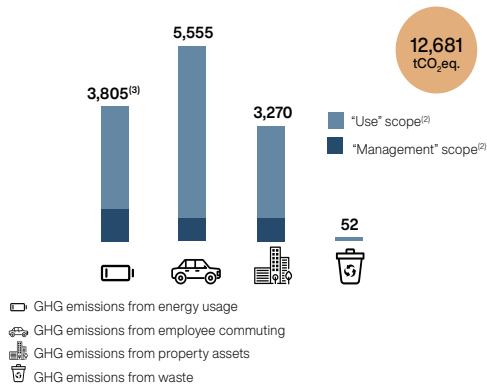 5,555
12,681
tCO₂eq.
3,805(3)
3,270
"Use" scope(2)
"Management" scope(2)
52
GHG emissions from energy usage
GHG emissions from employee commuting
GHG emissions from property assets
GHG emissions from waste